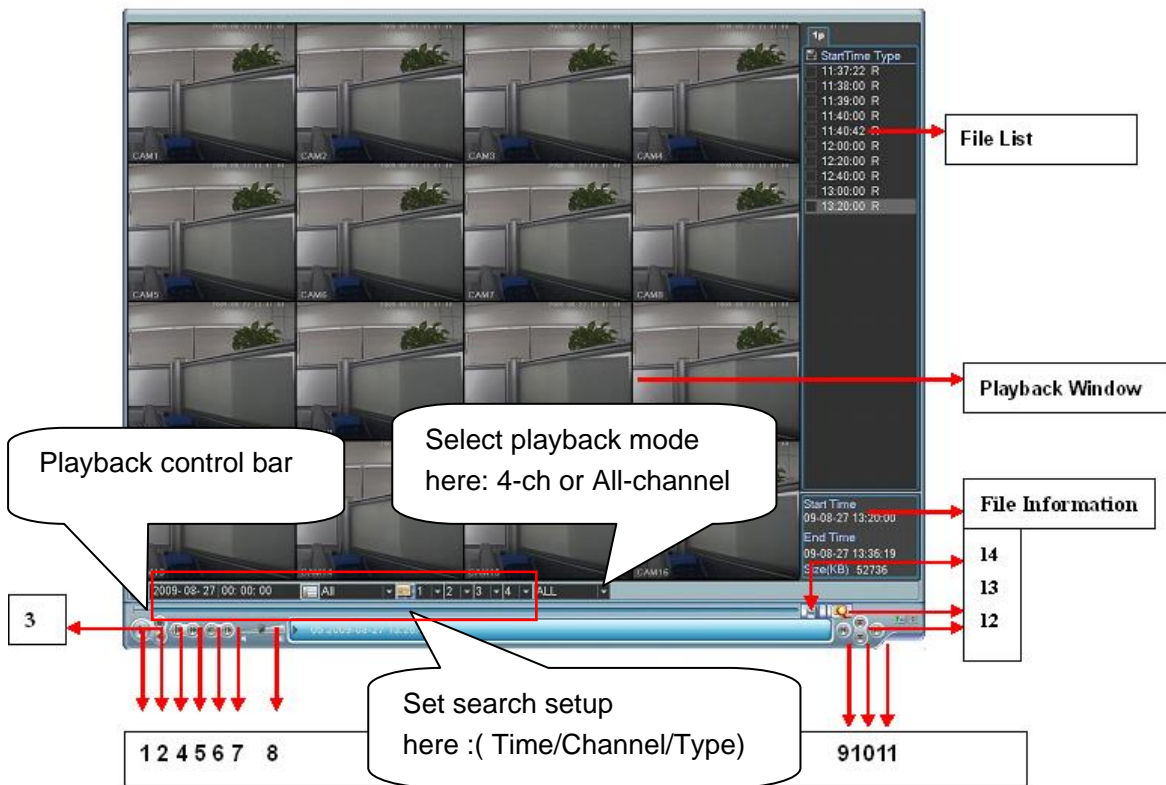 1p
StartTime Type
11:37:22 R
11:38:00 R
11:39:00 R
11:40:00 R
11:40:42 R
12:00:00 R
12:20:00 R
12:40:00 R
13:00:00 R
13:20:00 R
File List
CAM1
CAM2
CAM3
CAM4
CAM5
CAM6
CAM7
CAM8
Playback Window
Playback control bar
Select playback mode
here: 4-ch or All-channel
Start Time
09-08-27 13:20:00
End Time
09-08-27 13:36:19
Size(KB) 52736
File Information
14
13
12
CAM14
CAM16
2009-08-27 00:00:00 All 1 2 3 4 ALL
3
Set search setup
here :( Time/Channel/Type)
1 2 4 5 6 7 8
91011